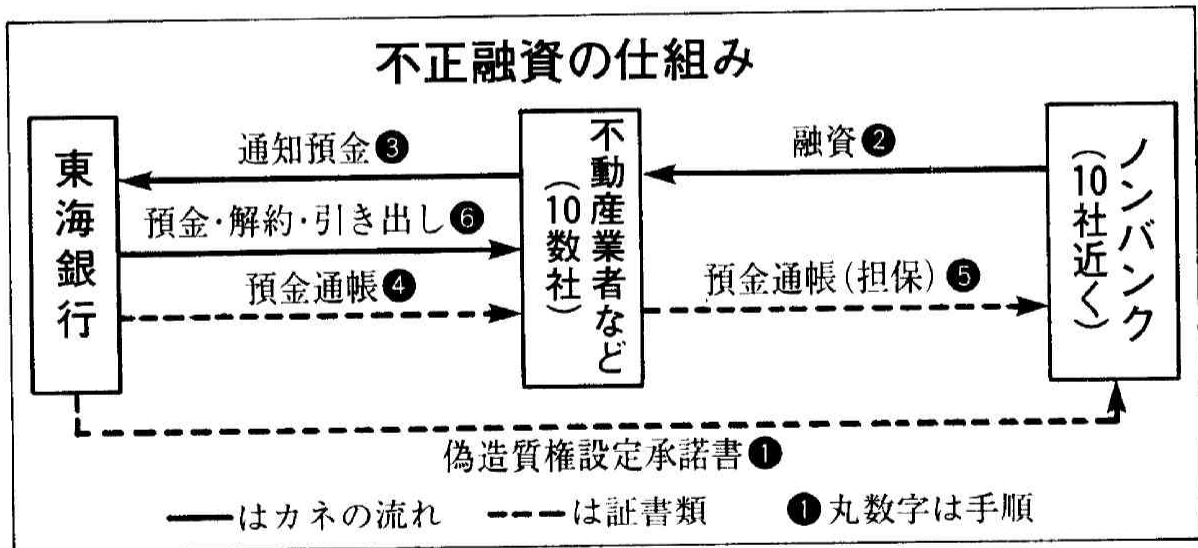 不正融資の仕組み
東海銀行
通知預金❸
預金・解約・引き出し❻
預金通帳❹
不動産業者など
(10数社)
融資❷
預金通帳(担保)❺
ノンバンク
(10社近く)
偽造質権設定承諾書❶
──はカネの流れ ---は証書類 ❶丸数字は手順